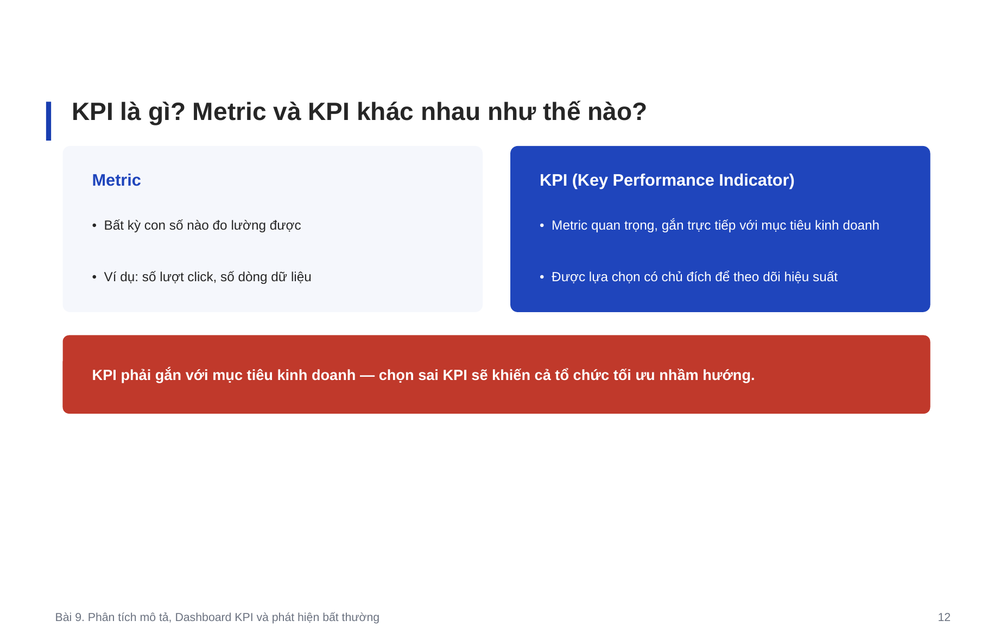 KPI là gì? Metric và KPI khác nhau như thế nào?
Metric
• Bất kỳ con số nào đo lường được
• Ví dụ: số lượt click, số dòng dữ liệu
KPI (Key Performance Indicator)
• Metric quan trọng, gắn trực tiếp với mục tiêu kinh doanh
• Được lựa chọn có chủ đích để theo dõi hiệu suất
KPI phải gắn với mục tiêu kinh doanh — chọn sai KPI sẽ khiến cả tổ chức tối ưu nhầm hướng.
Bài 9. Phân tích mô tả, Dashboard KPI và phát hiện bất thường
12